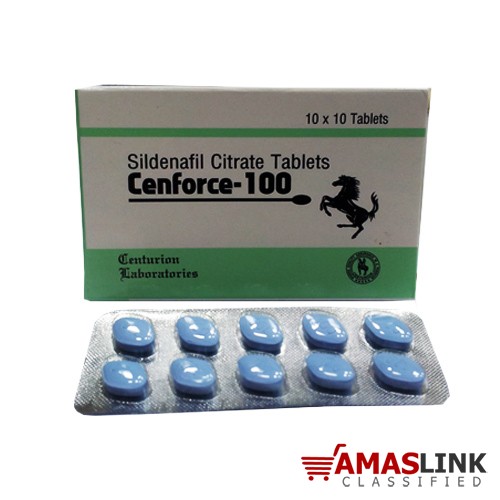 10 x 10 Tablets
Sildenafil Citrate Tablets
Cenforce-100
Centurion
Laboratories
AMASLINK
CLASSIFIED